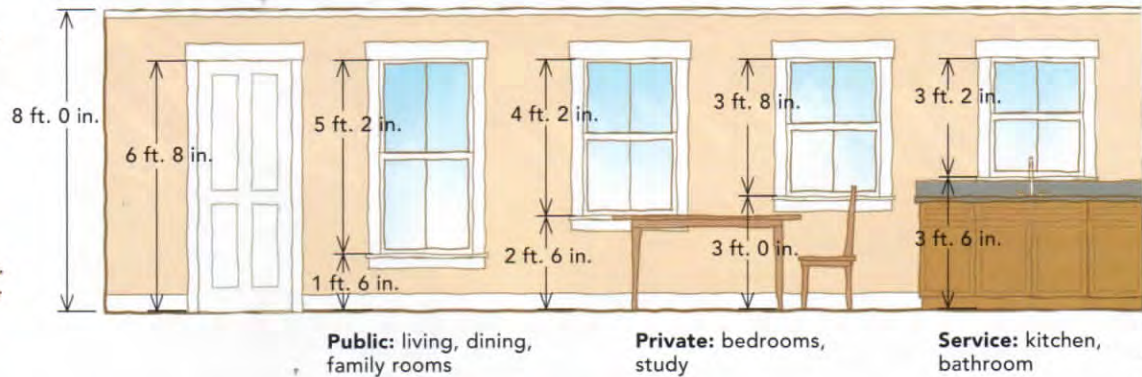 8 ft. 0 in.
6 ft. 8 in.
5 ft. 2 in.
1 ft. 6 in.
4 ft. 2 in.
2 ft. 6 in.
3 ft. 8 in.
3 ft. 0 in.
3 ft. 2 in.
3 ft. 6 in.
Public: living, dining,
family rooms
Private: bedrooms,
study
Service: kitchen,
bathroom